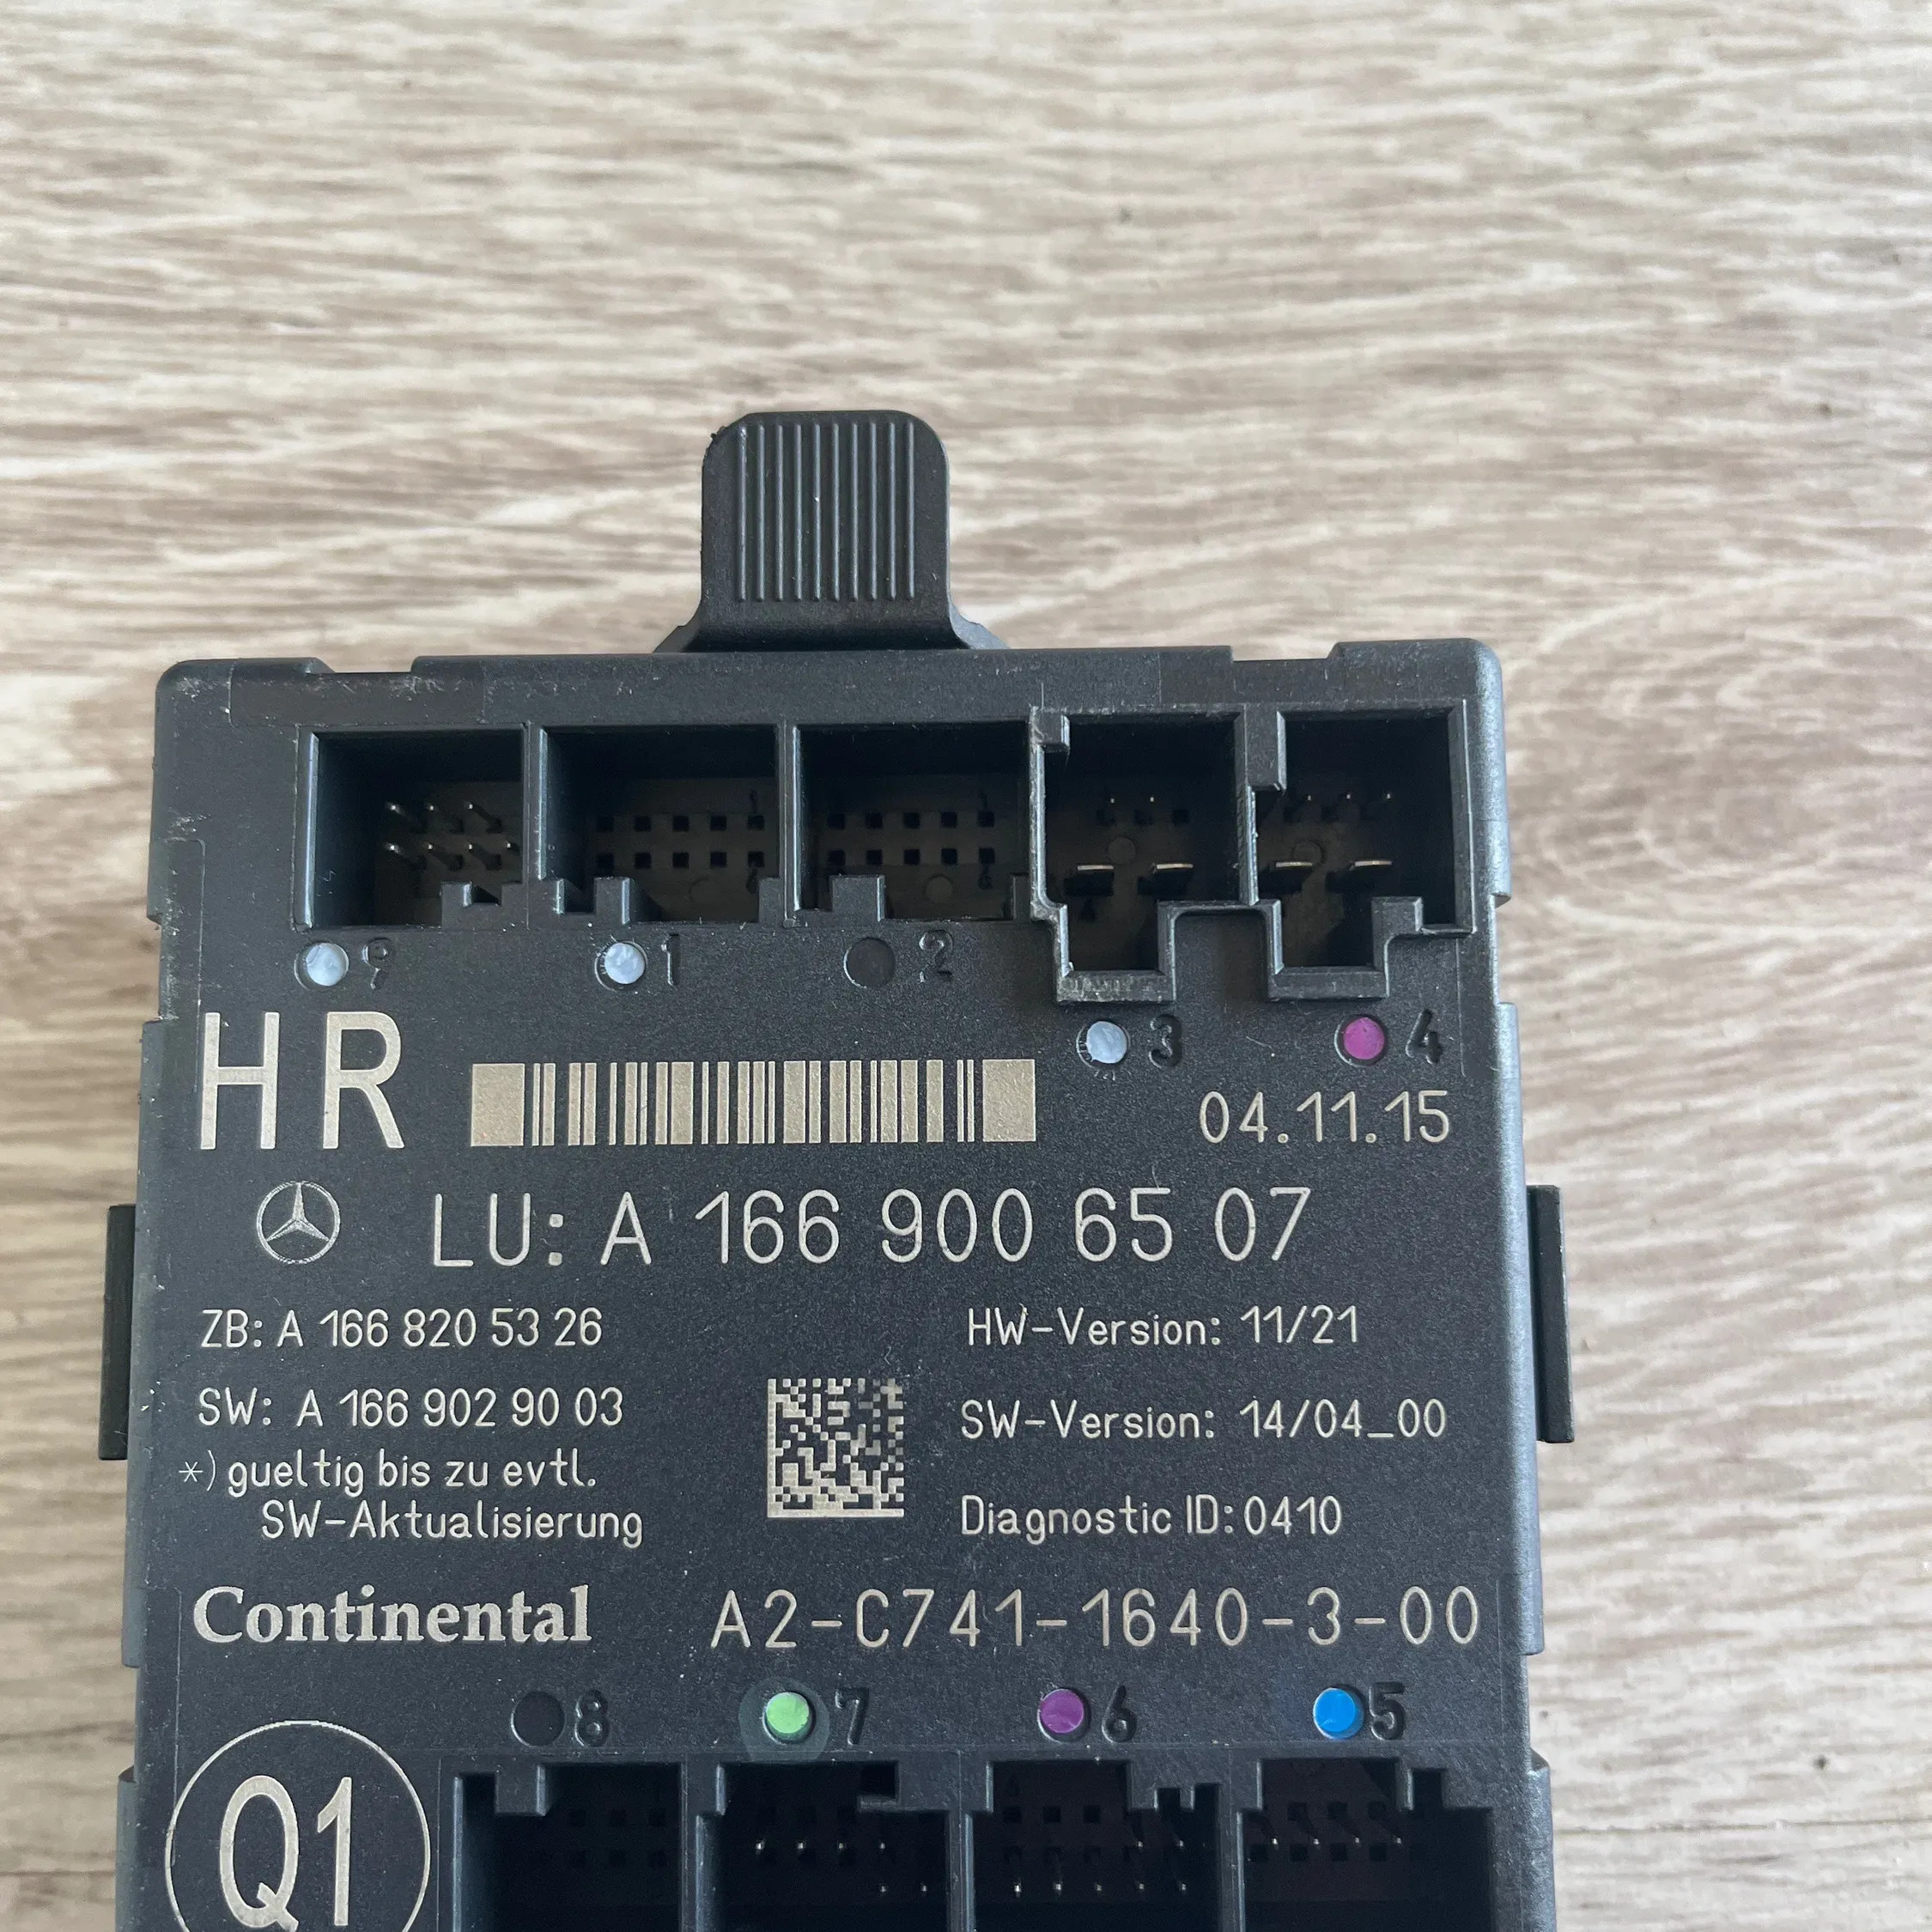 9 1 2
3 4
HR
04.11.15
LU: A 166 900 65 07
ZB: A 166 820 53 26
HW-Version: 11/21
SW: A 166 902 90 03
SW-Version: 14/04_00
*) gueltig bis zu evtl.
SW-Aktualisierung
Diagnostic ID:0410
Continental
A2-C741-1640-3-00
8 7 6 5
Q1